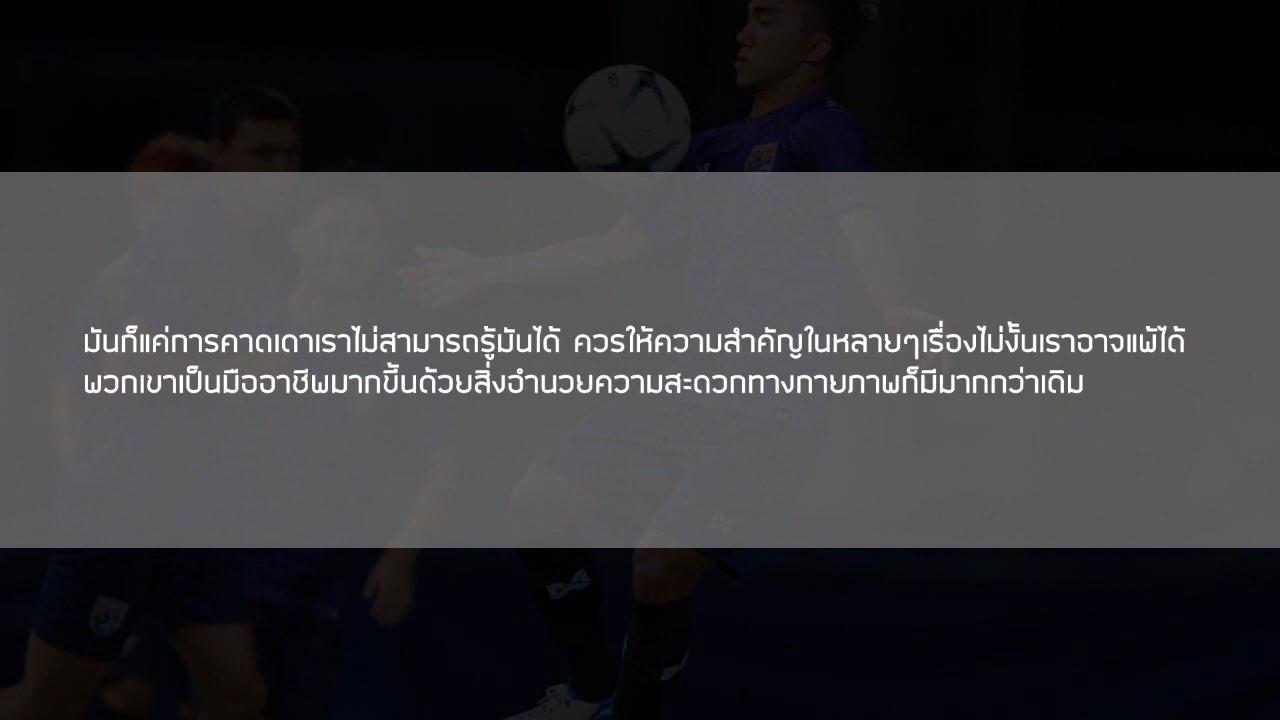 มันก็แค่การคาดเดาเราไม่สามารถรู้มันได้ ควรให้ความสำคัญในหลายๆเรื่องไม่งั้นเราอาจแพ้ได้
พวกเขาเป็นมืออาชีพมากขึ้นด้วยสิ่งอำนวยความสะดวกทางกายภาพก็มีมากกว่าเดิม